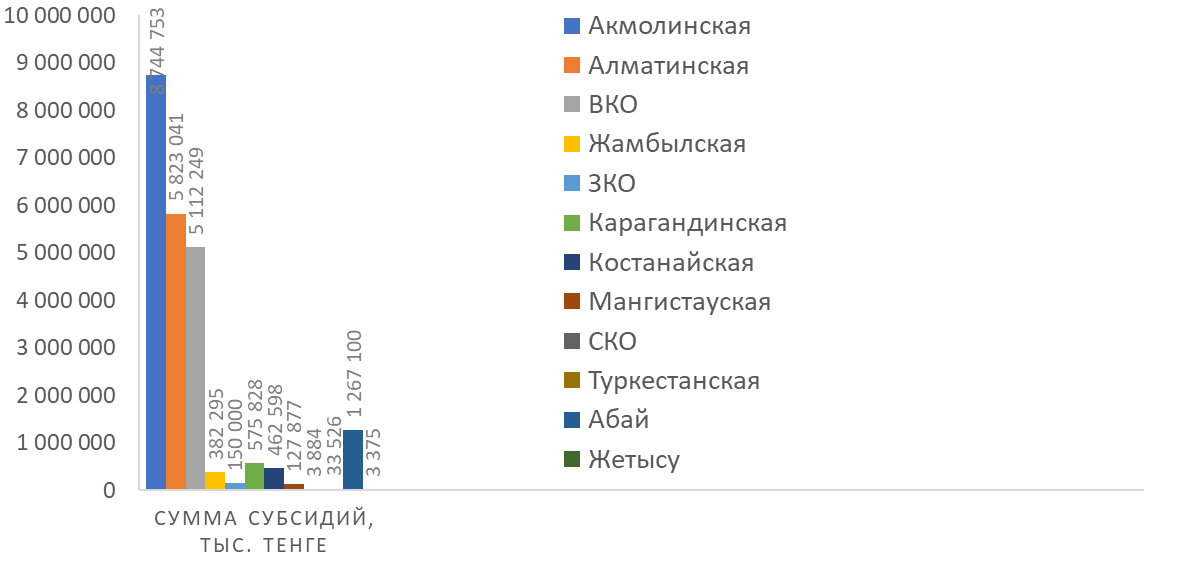 10 000 000
9 000 000
8 000 000
7 000 000
6 000 000
5 000 000
4 000 000
3 000 000
2 000 000
1 000 000
0
8 744 753
5 823 041
5 112 249
382 295
150 000
575 828
462 598
127 877
3 884
33 526
1 267 100
3 375
СУММА СУБСИДИЙ,
ТЫС. ТЕНГЕ
Акмолинская
Алматинская
ВКО
Жамбылская
ЗКО
Карагандинская
Костанайская
Мангистауская
СКО
Туркестанская
Абай
Жетысу